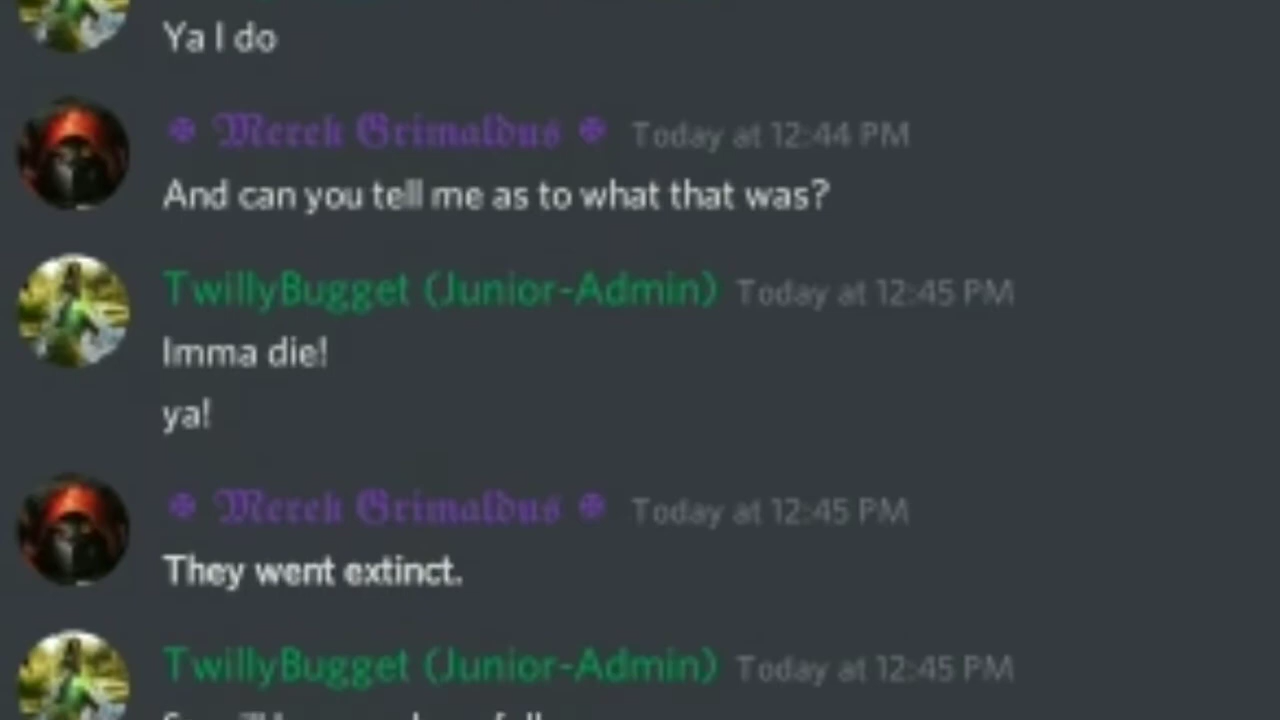 Ya I do
✠ 𝕸𝖊𝖗𝖊𝖐 𝕲𝖗𝖎𝖒𝖆𝖑𝖉𝖚𝖘 ✠ Today at 12:44 PM
And can you tell me as to what that was?
TwillyBugget (Junior-Admin) Today at 12:45 PM
Imma die!
ya!
✠ 𝕸𝖊𝖗𝖊𝖐 𝕲𝖗𝖎𝖒𝖆𝖑𝖉𝖚𝖘 ✠ Today at 12:45 PM
They went extinct.
TwillyBugget (Junior-Admin) Today at 12:45 PM